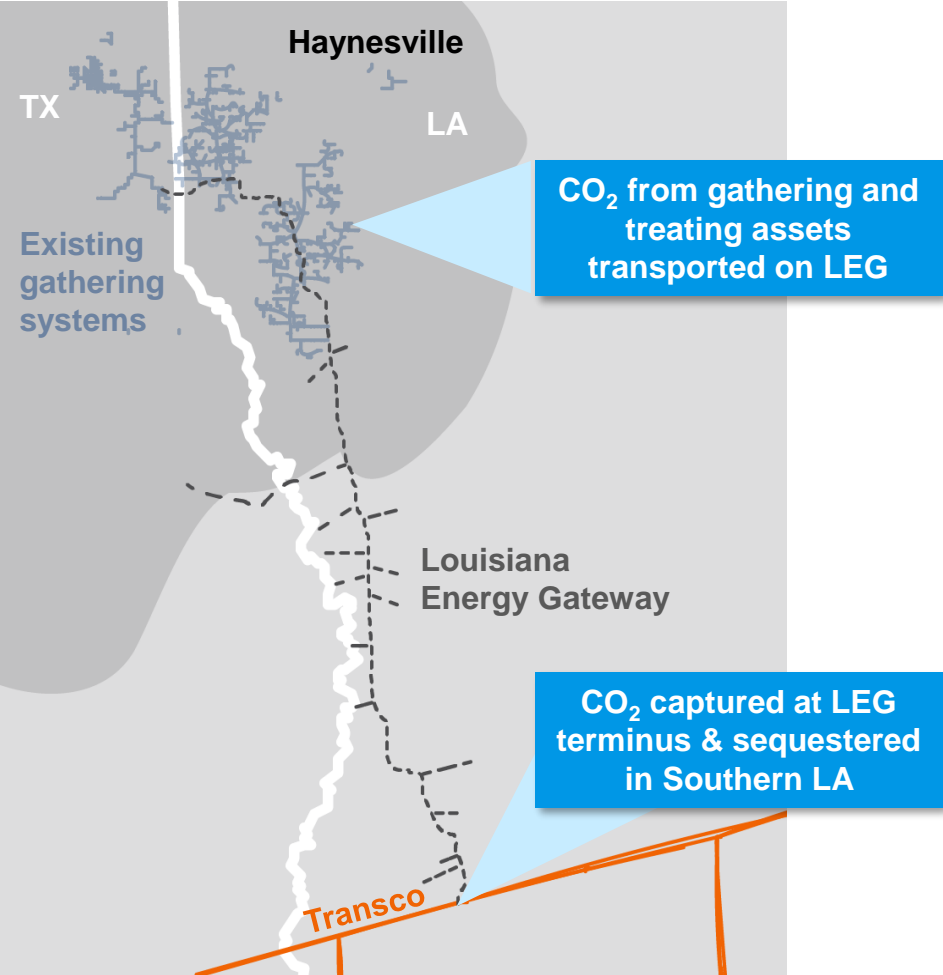 Haynesville
TX
LA
CO₂ from gathering and
treating assets
transported on LEG
Existing
gathering
systems
Louisiana
Energy Gateway
CO₂ captured at LEG
terminus & sequestered
in Southern LA
Transco